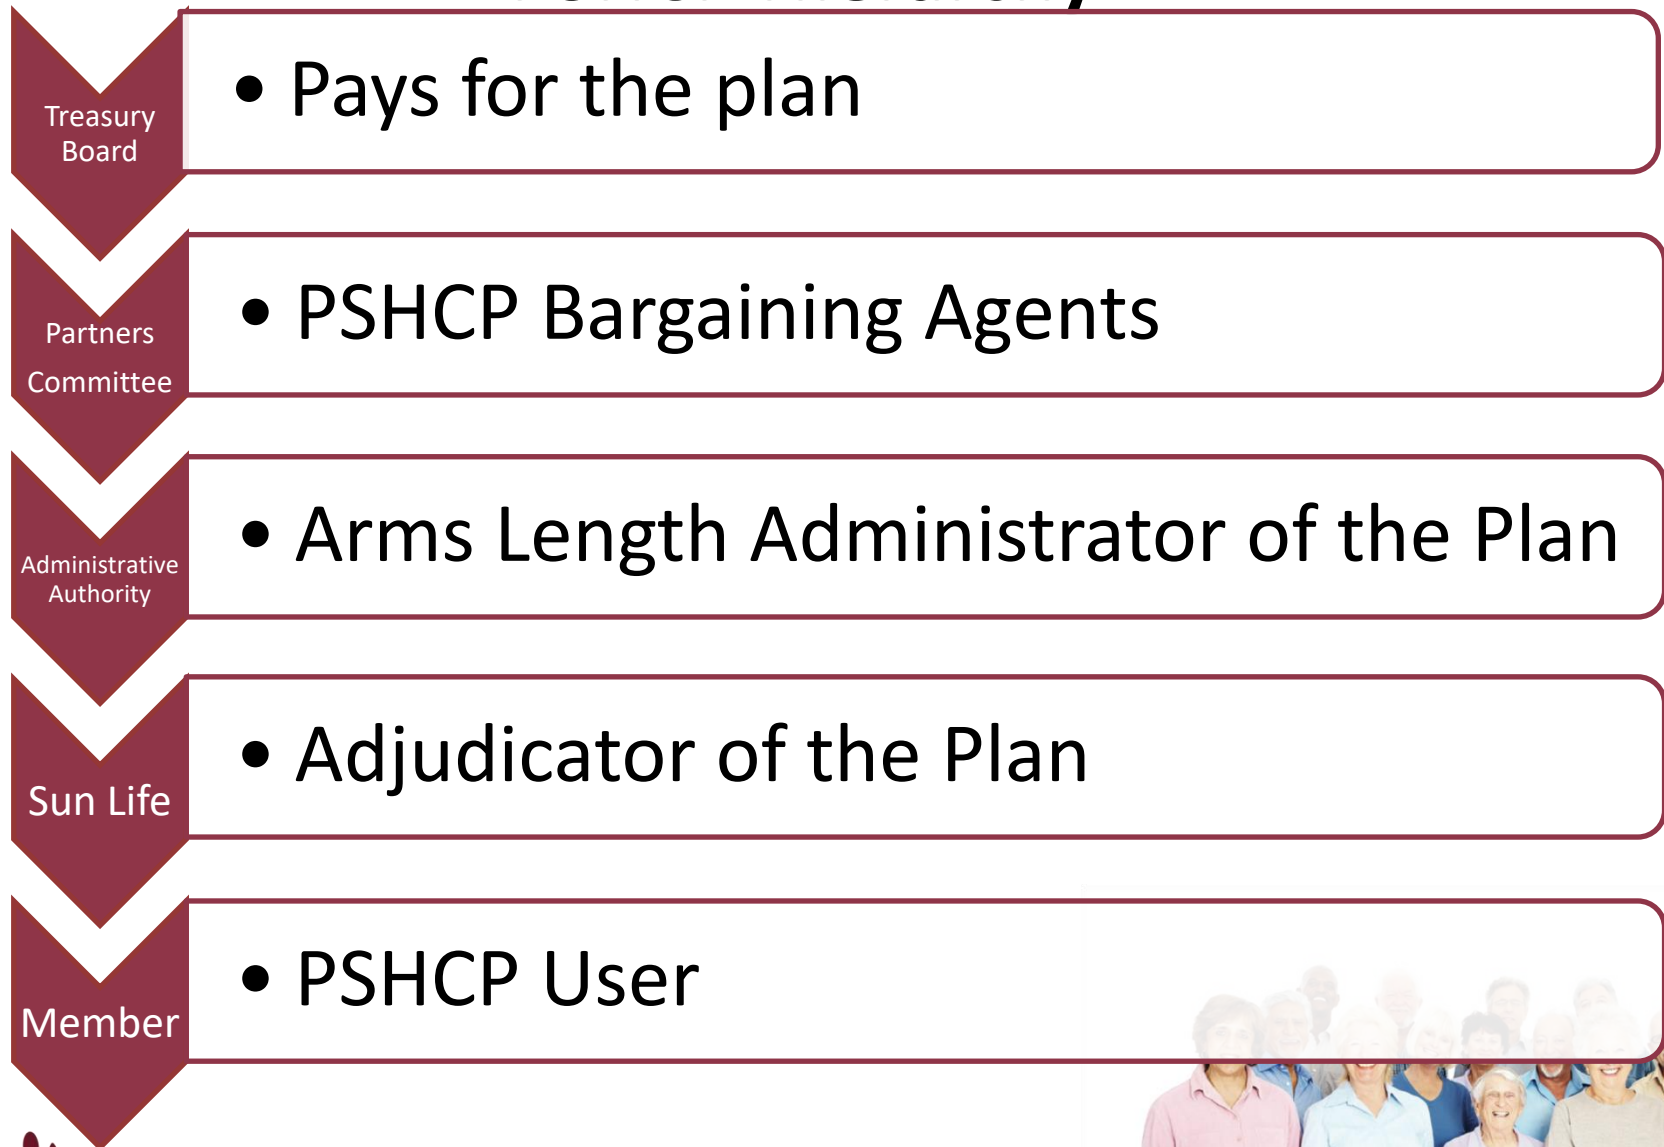 Treasury
Board
• Pays for the plan
Partners
Committee
• PSHCP Bargaining Agents
Administrative
Authority
• Arms Length Administrator of the Plan
Sun Life
• Adjudicator of the Plan
Member
• PSHCP User